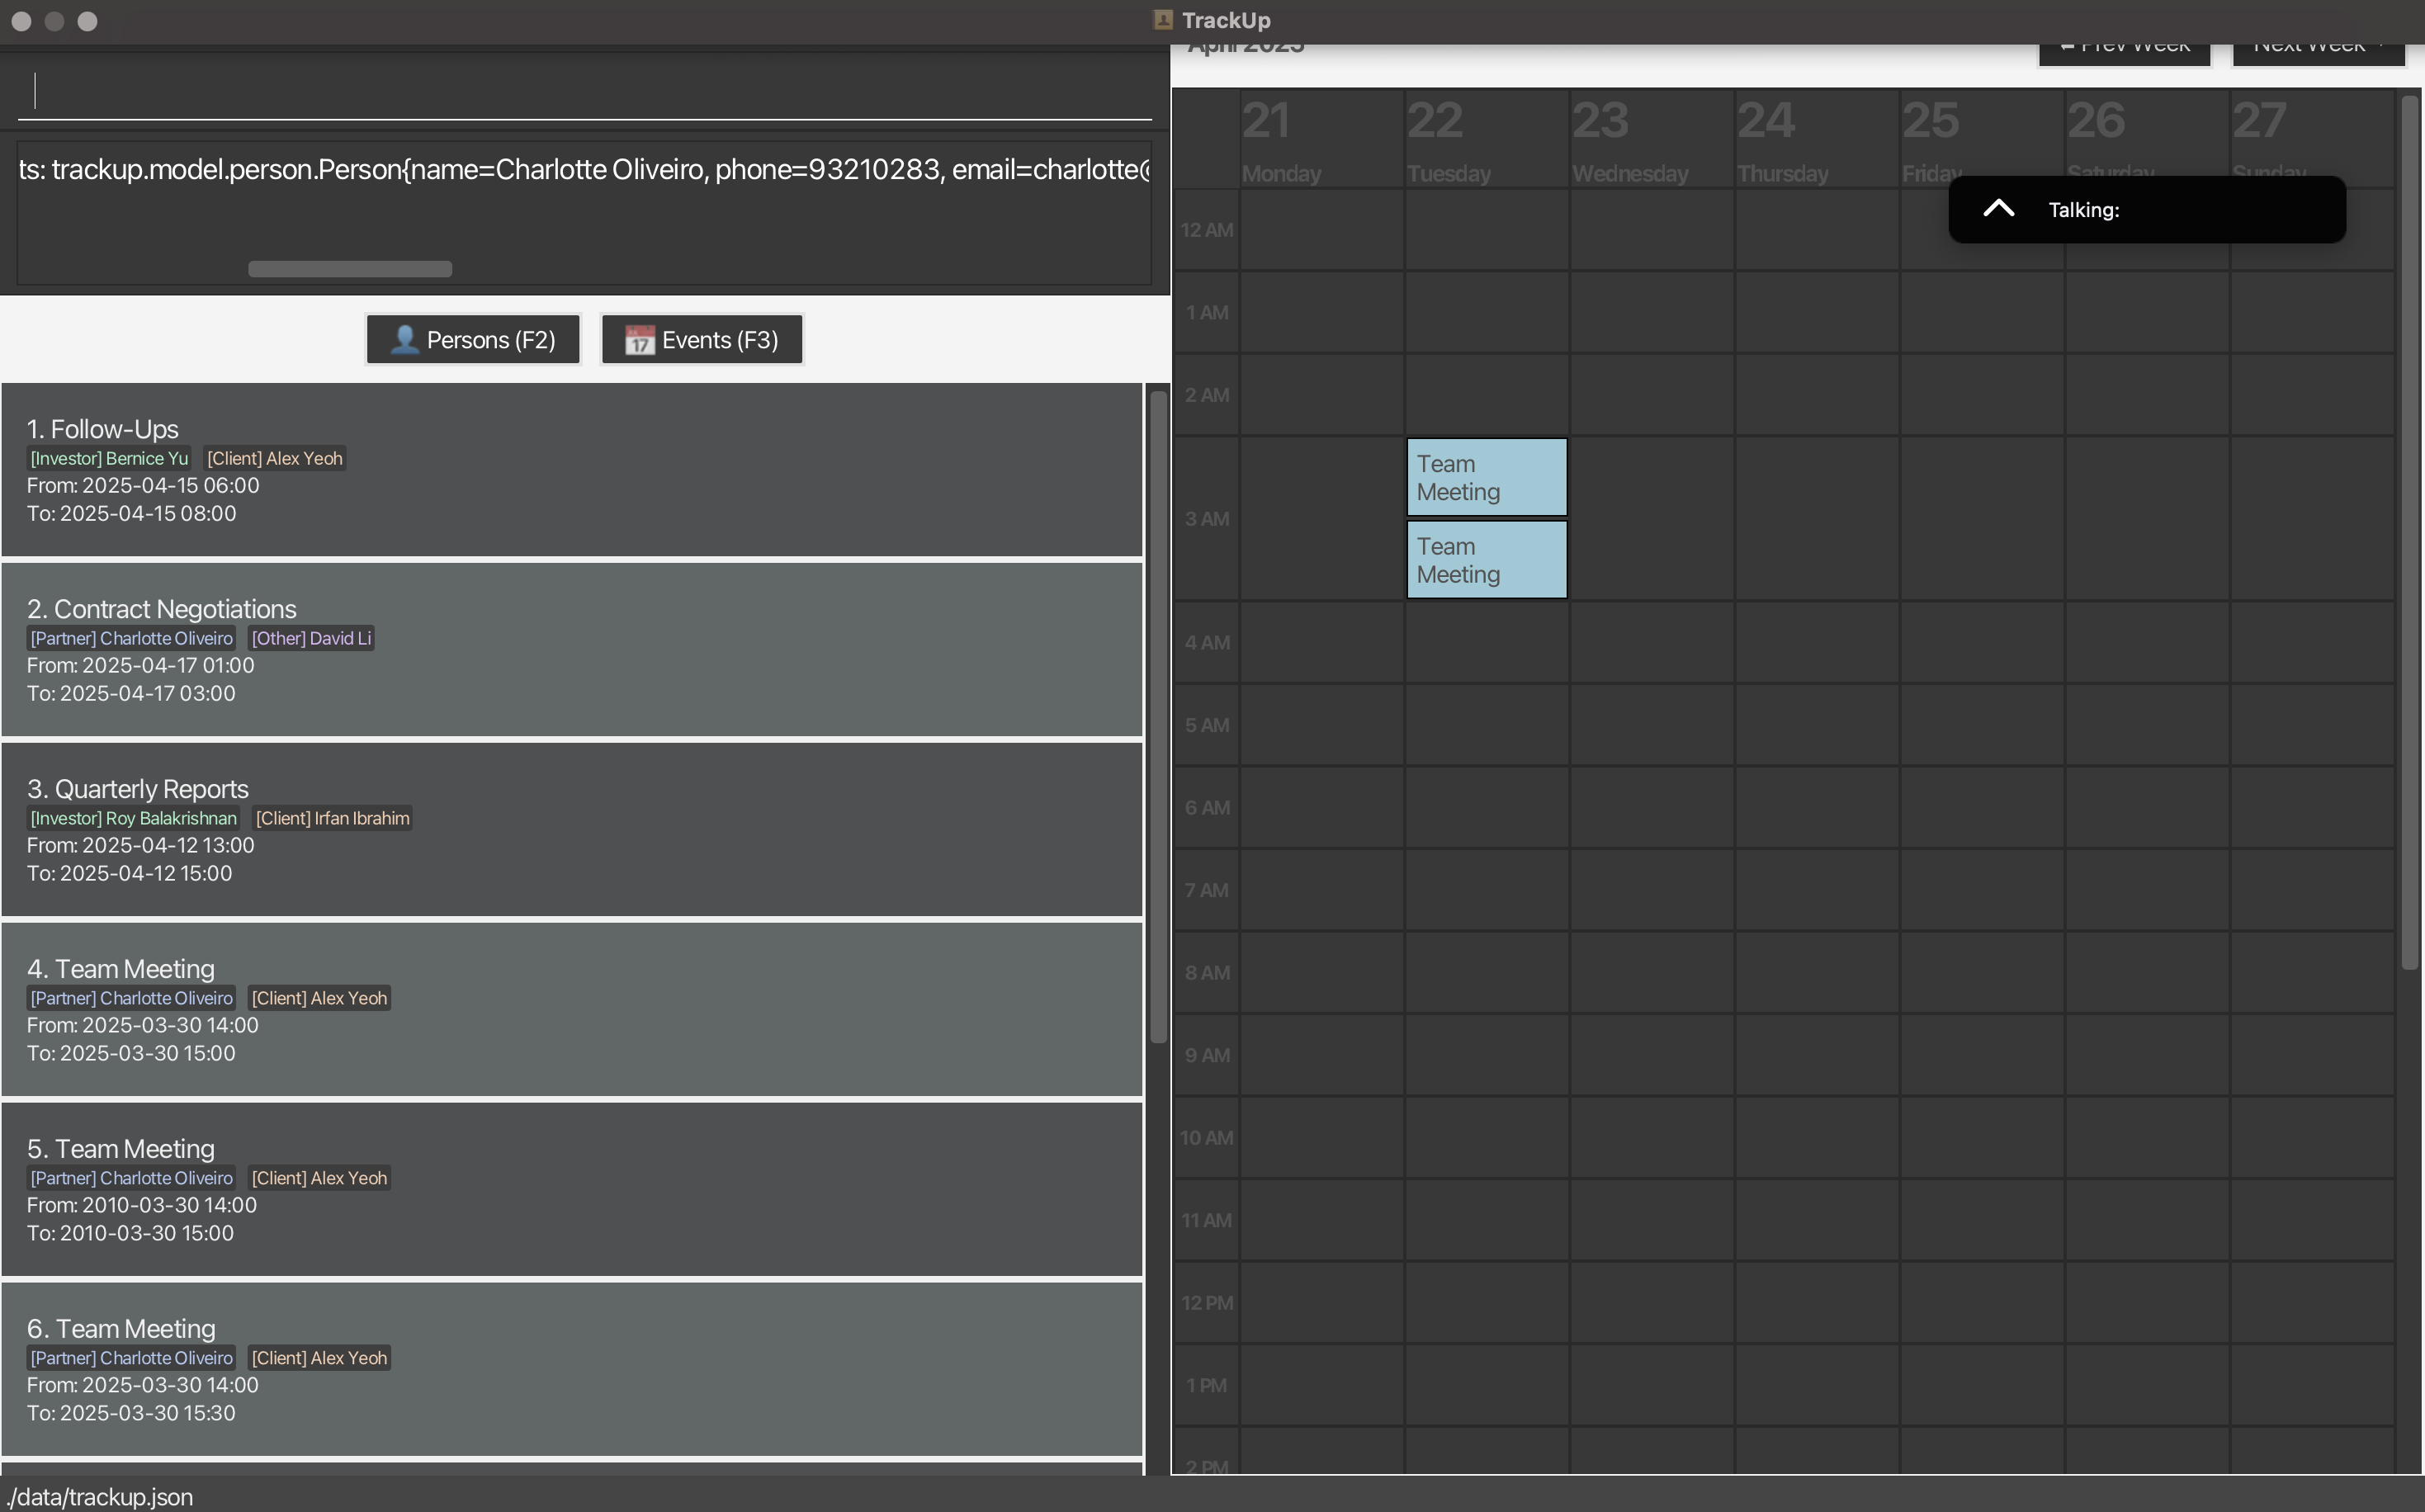 TrackUp
April 2025
← Prev Week
Next Week
ts: trackup.model.person.Person{name=Charlotte Oliveiro, phone=93210283, email=charlotte@
Persons (F2)
17 Events (F3)
1. Follow-Ups
[Investor] Bernice Yu [Client] Alex Yeoh
From: 2025-04-15 06:00
To: 2025-04-15 08:00
2. Contract Negotiations
[Partner] Charlotte Oliveiro [Other] David Li
From: 2025-04-17 01:00
To: 2025-04-17 03:00
3. Quarterly Reports
[Investor] Roy Balakrishnan [Client] Irfan Ibrahim
From: 2025-04-12 13:00
To: 2025-04-12 15:00
4. Team Meeting
[Partner] Charlotte Oliveiro [Client] Alex Yeoh
From: 2025-03-30 14:00
To: 2025-03-30 15:00
5. Team Meeting
[Partner] Charlotte Oliveiro [Client] Alex Yeoh
From: 2010-03-30 14:00
To: 2010-03-30 15:00
6. Team Meeting
[Partner] Charlotte Oliveiro [Client] Alex Yeoh
From: 2025-03-30 14:00
To: 2025-03-30 15:30
./data/trackup.json
21 22 23 24 25 26 27
Monday Tuesday Wednesday Thursday Friday Saturday Sunday
Talking:
12 AM
1 AM
2 AM
3 AM
Team
Meeting
Team
Meeting
4 AM
5 AM
6 AM
7 AM
8 AM
9 AM
10 AM
11 AM
12 PM
1 PM
2 PM